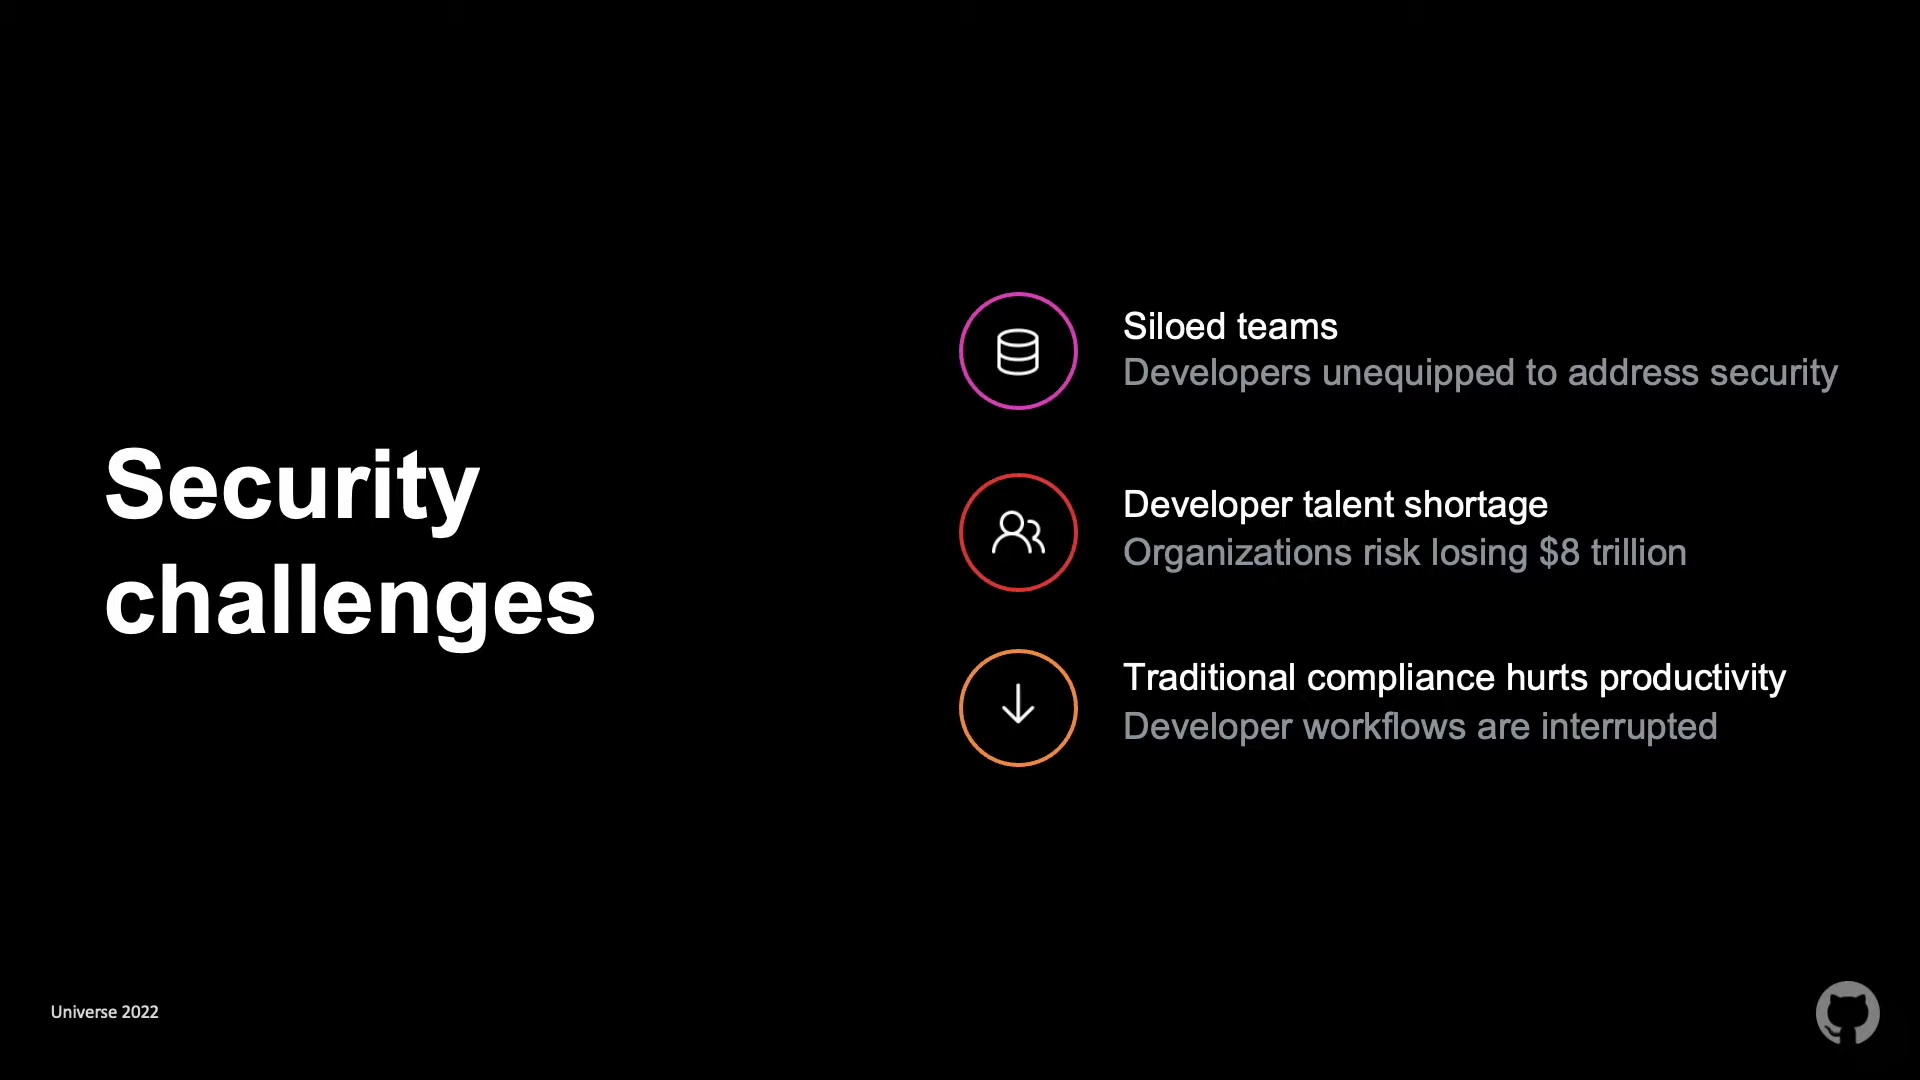 Security
challenges
Siloed teams
Developers unequipped to address security
Developer talent shortage
Organizations risk losing $8 trillion
Traditional compliance hurts productivity
Developer workflows are interrupted
Universe 2022